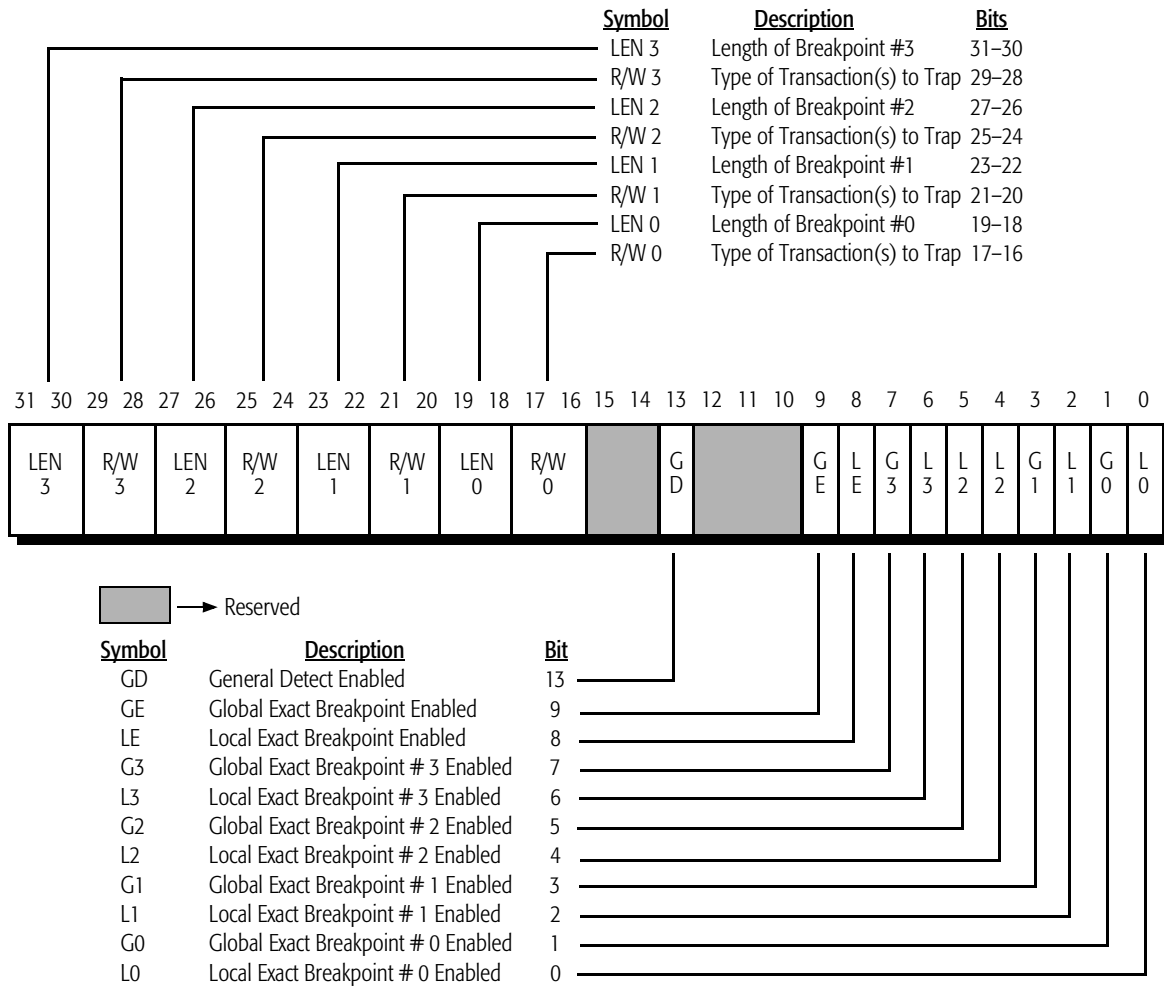 Symbol Description Bits
LEN 3 Length of Breakpoint #3 31–30
R/W 3 Type of Transaction(s) to Trap 29–28
LEN 2 Length of Breakpoint #2 27–26
R/W 2 Type of Transaction(s) to Trap 25–24
LEN 1 Length of Breakpoint #1 23–22
R/W 1 Type of Transaction(s) to Trap 21–20
LEN 0 Length of Breakpoint #0 19–18
R/W 0 Type of Transaction(s) to Trap 17–16
31 30 29 28 27 26 25 24 23 22 21 20 19 18 17 16 15 14 13 12 11 10 9 8 7 6 5 4 3 2 1 0
LEN R/W LEN R/W LEN R/W LEN R/W G G L G L L L G L G L
3 3 2 2 1 1 0 0 D E E 3 3 2 2 1 1 0 0
Reserved
Symbol Description Bit
GD General Detect Enabled 13
GE Global Exact Breakpoint Enabled 9
LE Local Exact Breakpoint Enabled 8
G3 Global Exact Breakpoint # 3 Enabled 7
L3 Local Exact Breakpoint # 3 Enabled 6
G2 Global Exact Breakpoint # 2 Enabled 5
L2 Local Exact Breakpoint # 2 Enabled 4
G1 Global Exact Breakpoint # 1 Enabled 3
L1 Local Exact Breakpoint # 1 Enabled 2
G0 Global Exact Breakpoint # 0 Enabled 1
L0 Local Exact Breakpoint # 0 Enabled 0